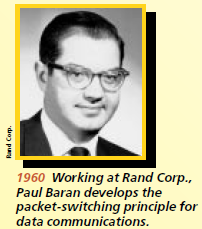 Rand Corp.
1960 Working at Rand Corp.,
Paul Baran develops the
packet-switching principle for
data communications.